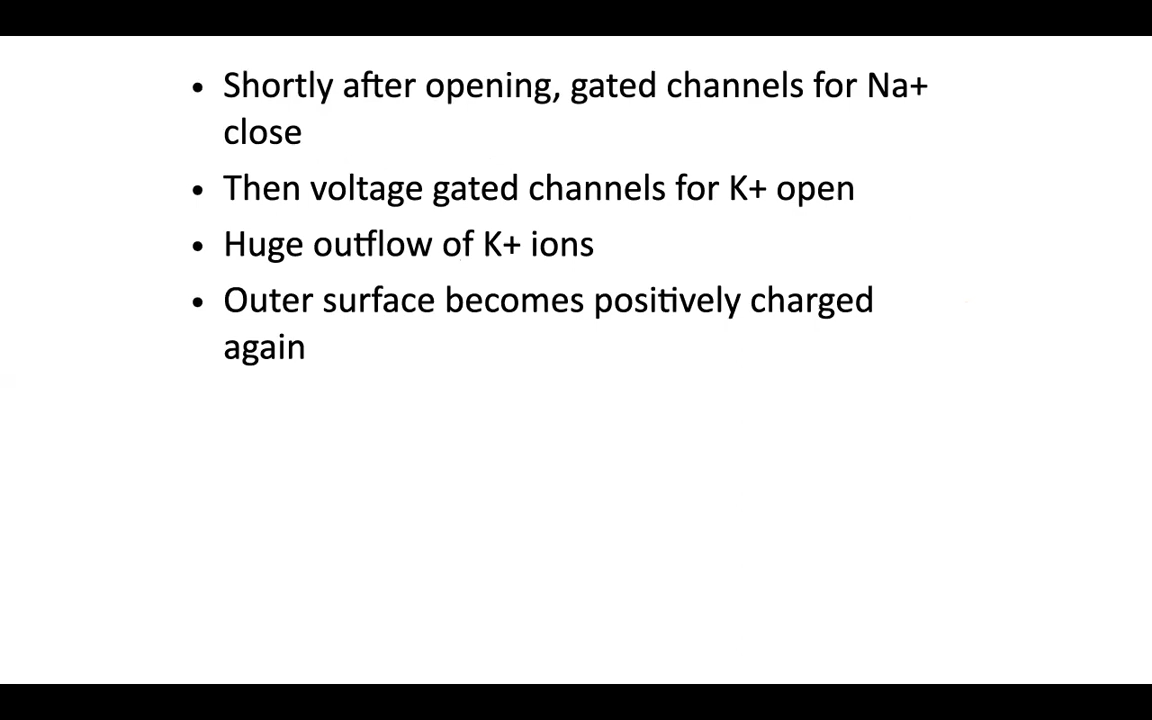 • Shortly after opening, gated channels for Na+
close
• Then voltage gated channels for K+ open
• Huge outflow of K+ ions
• Outer surface becomes positively charged
again